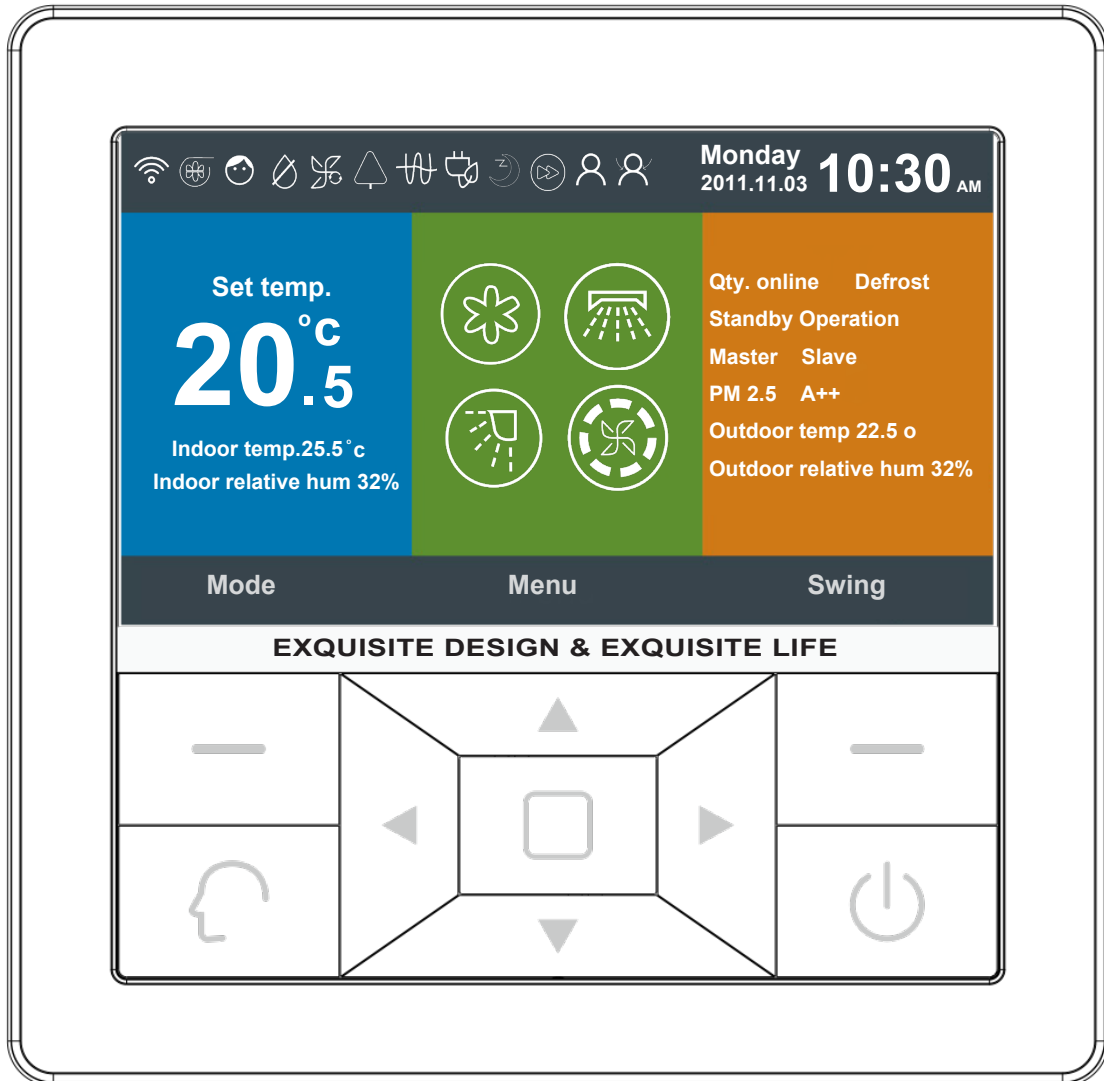 Monday
2011.11.03 10:30 AM
Set temp.
20.5 °c
Indoor temp.25.5°c
Indoor relative hum 32%
Qty. online Defrost
Standby Operation
Master Slave
PM 2.5 A++
Outdoor temp 22.5 o
Outdoor relative hum 32%
Mode Menu Swing
EXQUISITE DESIGN & EXQUISITE LIFE